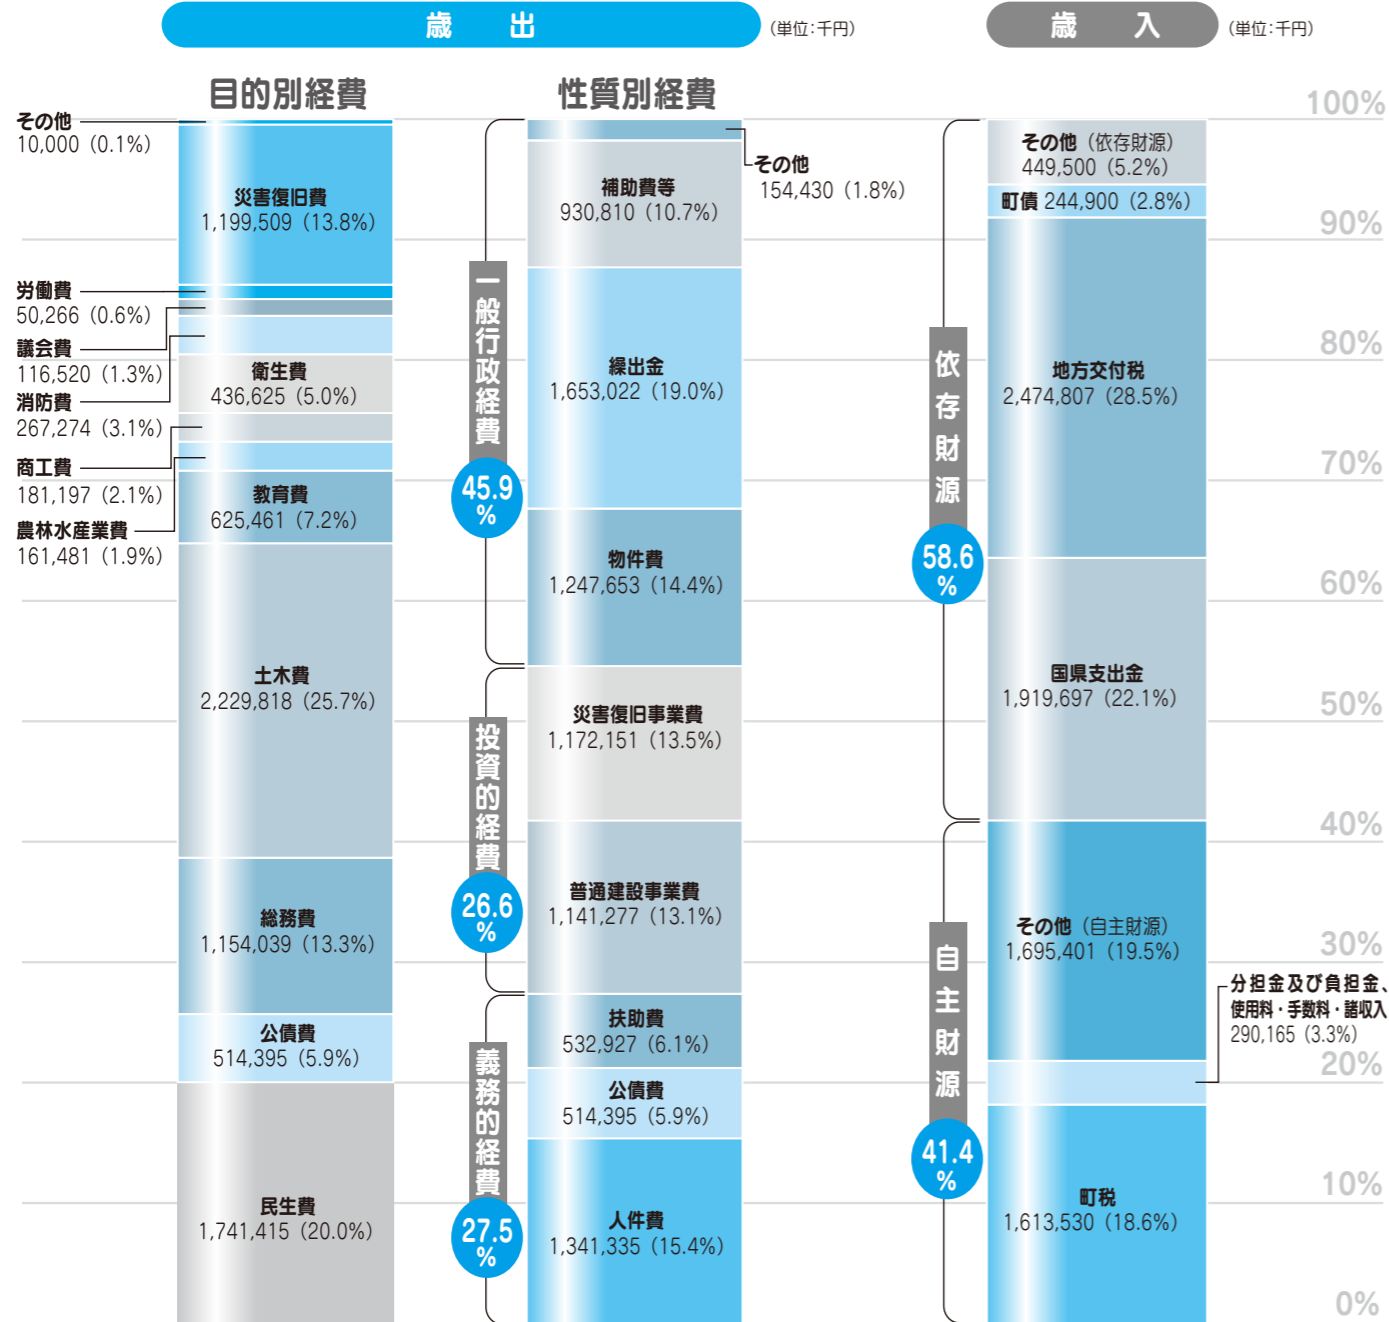 歳出
(単位:千円)
目的別経費
その他
10,000 (0.1%)
災害復旧費
1,199,509 (13.8%)
労働費
50,266 (0.6%)
議会費
116,520 (1.3%)
消防費
267,274 (3.1%)
衛生費
436,625 (5.0%)
商工費
181,197 (2.1%)
農林水産業費
161,481 (1.9%)
教育費
625,461 (7.2%)
土木費
2,229,818 (25.7%)
総務費
1,154,039 (13.3%)
公債費
514,395 (5.9%)
民生費
1,741,415 (20.0%)
性質別経費
一般行政経費
45.9
%
その他
154,430 (1.8%)
補助費等
930,810 (10.7%)
繰出金
1,653,022 (19.0%)
物件費
1,247,653 (14.4%)
投資的経費
26.6
%
災害復旧事業費
1,172,151 (13.5%)
普通建設事業費
1,141,277 (13.1%)
義務的経費
27.5
%
扶助費
532,927 (6.1%)
公債費
514,395 (5.9%)
人件費
1,341,335 (15.4%)
歳入
(単位:千円)
依存財源
58.6
%
その他 (依存財源)
449,500 (5.2%)
町債 244,900 (2.8%)
地方交付税
2,474,807 (28.5%)
国県支出金
1,919,697 (22.1%)
自主財源
41.4
%
その他 (自主財源)
1,695,401 (19.5%)
分担金及び負担金、
使用料・手数料・諸収入
290,165 (3.3%)
町税
1,613,530 (18.6%)
100%
90%
80%
70%
60%
50%
40%
30%
20%
10%
0%